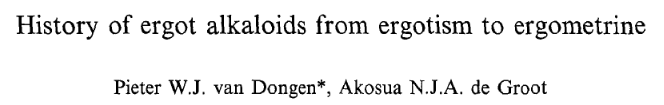 History of ergot alkaloids from ergotism to ergometrine
Pieter W.J. van Dongen*, Akosua N.J.A. de Groot